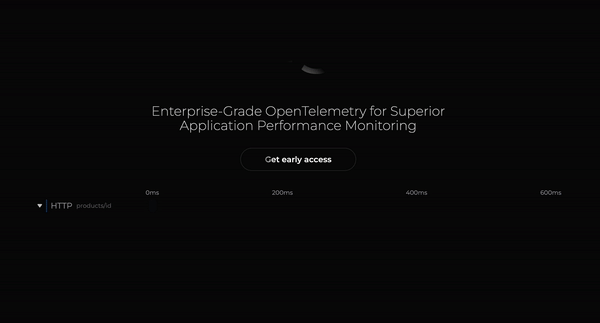 Enterprise-Grade OpenTelemetry for Superior
Application Performance Monitoring
Get early access
0ms 200ms 400ms 600ms
HTTP products/id